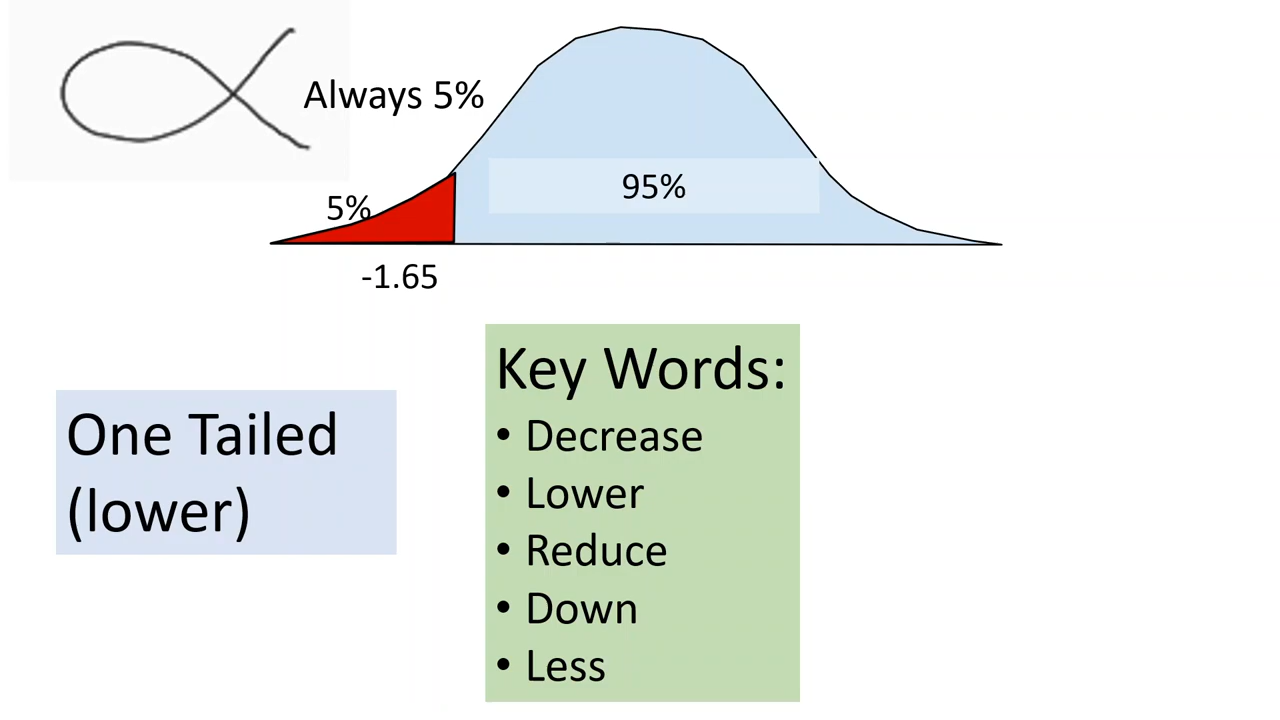 Always 5%
95%
5%
-1.65
One Tailed
(lower)
Key Words:
• Decrease
• Lower
• Reduce
• Down
• Less